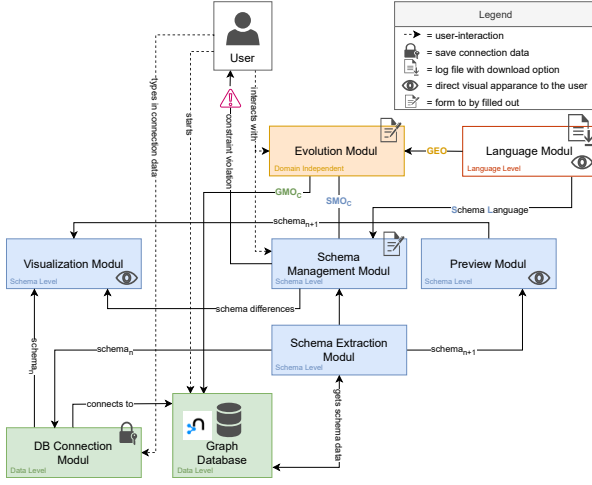 Legend
= user-interaction
= save connection data
= log file with download option
= direct visual apparance to the user
= form to by filled out
User
types in connection data
starts
constraint violation
interacts with
Evolution Modul
Domain Independent
GEO
Language Modul
Language Level
GMO_C
SMO_C
Schema Language
schema_{n+1}
Visualization Modul
Schema Level
Schema
Management Modul
Schema Level
Preview Modul
Schema Level
schema differences
Schema Extraction
Modul
Schema Level
schema_n
schema_{n+1}
schema_n
connects to
gets schema data
DB Connection
Modul
Data Level
Graph
Database
Data Level